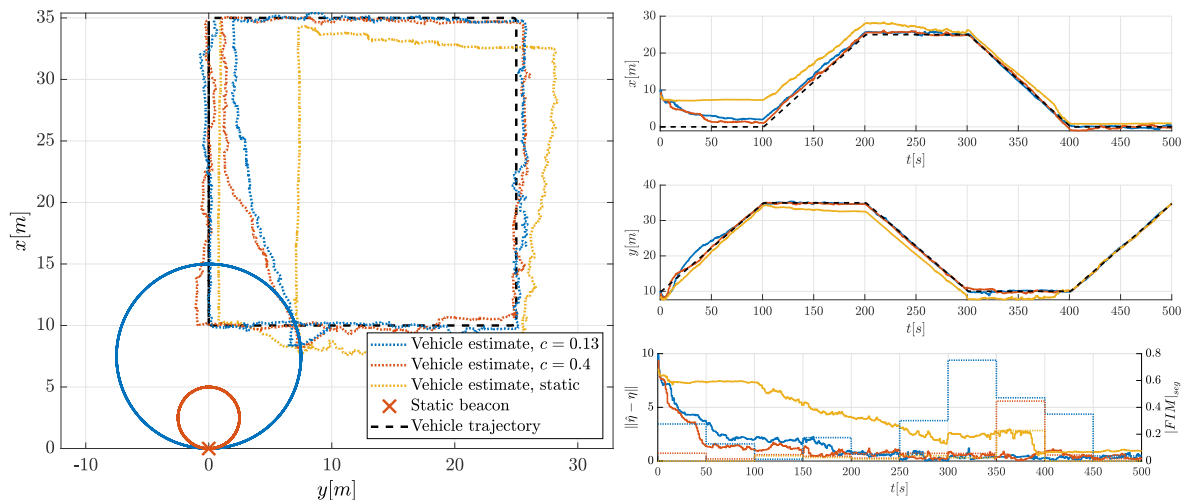 35
30
25
20
15
10
5
0
x[m]
-10
0
10
20
30
y[m]
Vehicle estimate, c = 0.13
Vehicle estimate, c = 0.4
Vehicle estimate, static
Static beacon
Vehicle trajectory
30
20
10
0
x[m]
0 50 100 150 200 250 300 350 400 450 500
t[s]
40
30
20
10
y[m]
0 50 100 150 200 250 300 350 400 450 500
t[s]
10
5
0
||η̂ − η||
0.8
0.6
0.4
0.2
0
|FIM|seg
0 50 100 150 200 250 300 350 400 450 500
t[s]